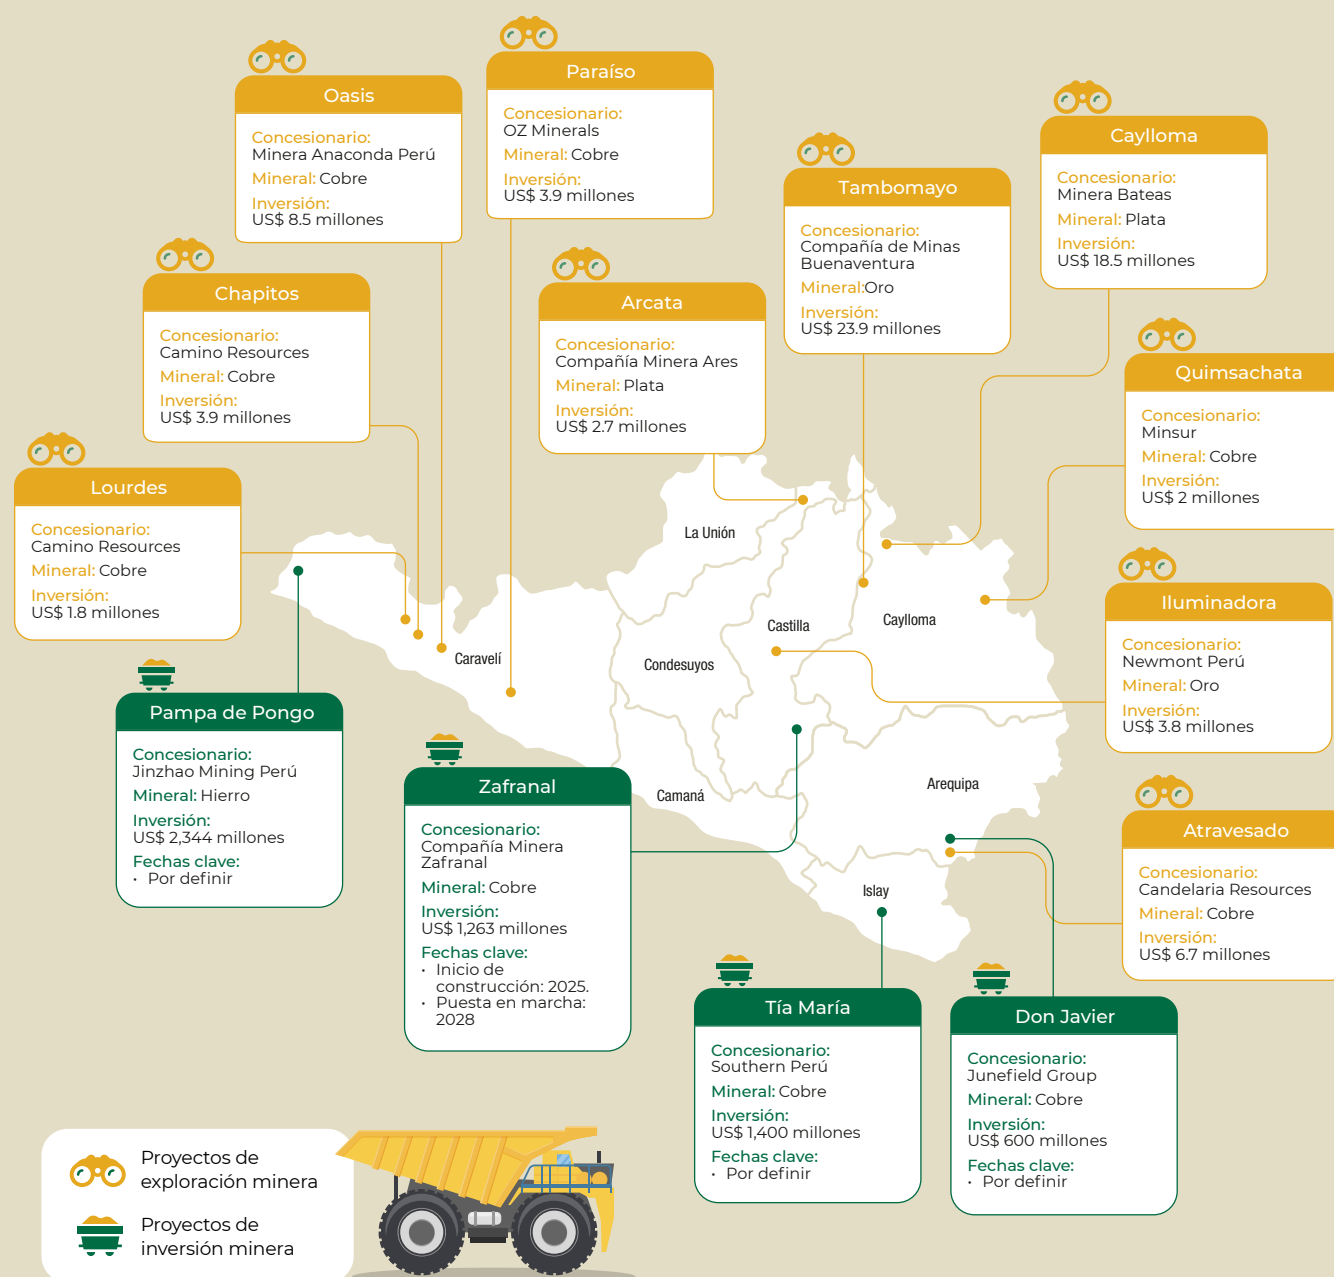 Oasis
Concesionario:
Minera Anaconda Perú
Mineral: Cobre
Inversión:
US$ 8.5 millones
Paraíso
Concesionario:
OZ Minerals
Mineral: Cobre
Inversión:
US$ 3.9 millones
Caylloma
Concesionario:
Minera Bateas
Mineral: Plata
Inversión:
US$ 18.5 millones
Tambomayo
Concesionario:
Compañía de Minas
Buenaventura
Mineral:Oro
Inversión:
US$ 23.9 millones
Chapitos
Concesionario:
Camino Resources
Mineral: Cobre
Inversión:
US$ 3.9 millones
Arcata
Concesionario:
Compañía Minera Ares
Mineral: Plata
Inversión:
US$ 2.7 millones
Quimsachata
Concesionario:
Minsur
Mineral: Cobre
Inversión:
US$ 2 millones
Lourdes
Concesionario:
Camino Resources
Mineral: Cobre
Inversión:
US$ 1.8 millones
La Unión
Castilla
Caylloma
Caravelí
Condesuyos
Camaná
Arequipa
Islay
Iluminadora
Concesionario:
Newmont Perú
Mineral: Oro
Inversión:
US$ 3.8 millones
Pampa de Pongo
Concesionario:
Jinzhao Mining Perú
Mineral: Hierro
Inversión:
US$ 2,344 millones
Fechas clave:
• Por definir
Zafranal
Concesionario:
Compañía Minera
Zafranal
Mineral: Cobre
Inversión:
US$ 1,263 millones
Fechas clave:
• Inicio de
construcción: 2025.
• Puesta en marcha:
2028
Atravesado
Concesionario:
Candelaria Resources
Mineral: Cobre
Inversión:
US$ 6.7 millones
Tía María
Concesionario:
Southern Perú
Mineral: Cobre
Inversión:
US$ 1,400 millones
Fechas clave:
• Por definir
Don Javier
Concesionario:
Junefield Group
Mineral: Cobre
Inversión:
US$ 600 millones
Fechas clave:
• Por definir
Proyectos de
exploración minera
Proyectos de
inversión minera